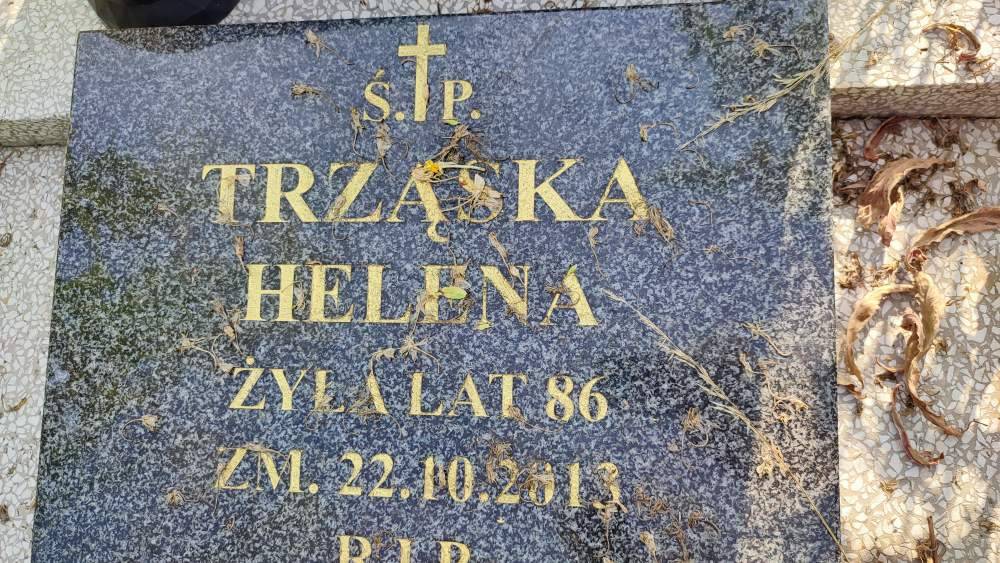 Ś. P.
TRZĄSKA
HELENA
ŻYŁA LAT 86
ZM. 22.10.2013
R.I.P.